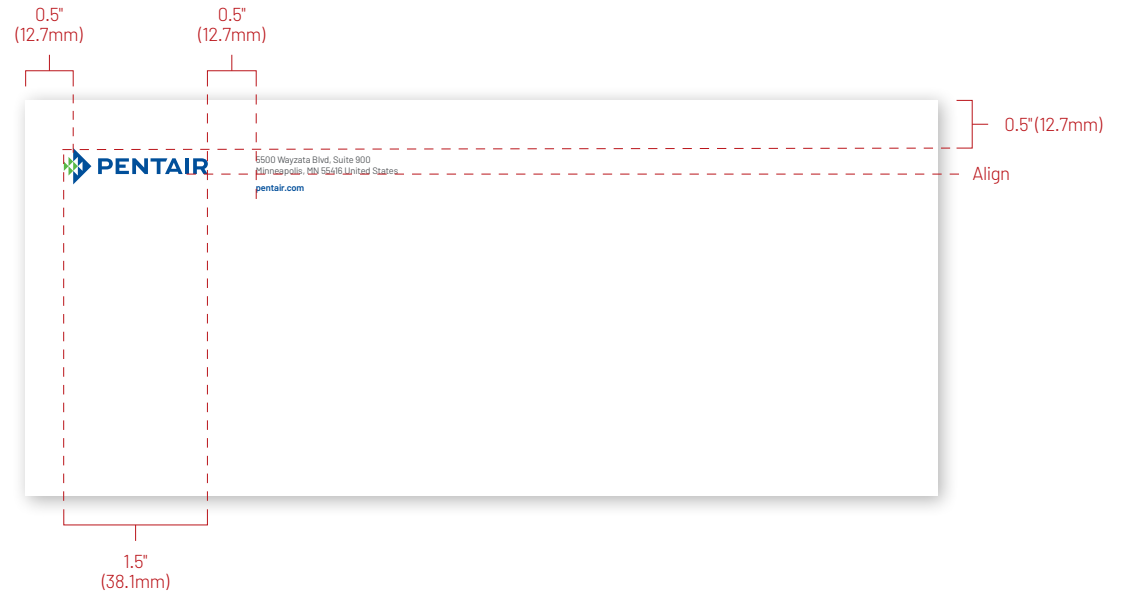 0.5"
(12.7mm)
0.5"
(12.7mm)
0.5" (12.7mm)
PENTAIR
5500 Wayzata Blvd, Suite 900
Minneapolis, MN 55416 United States
Align
pentair.com
1.5"
(38.1mm)